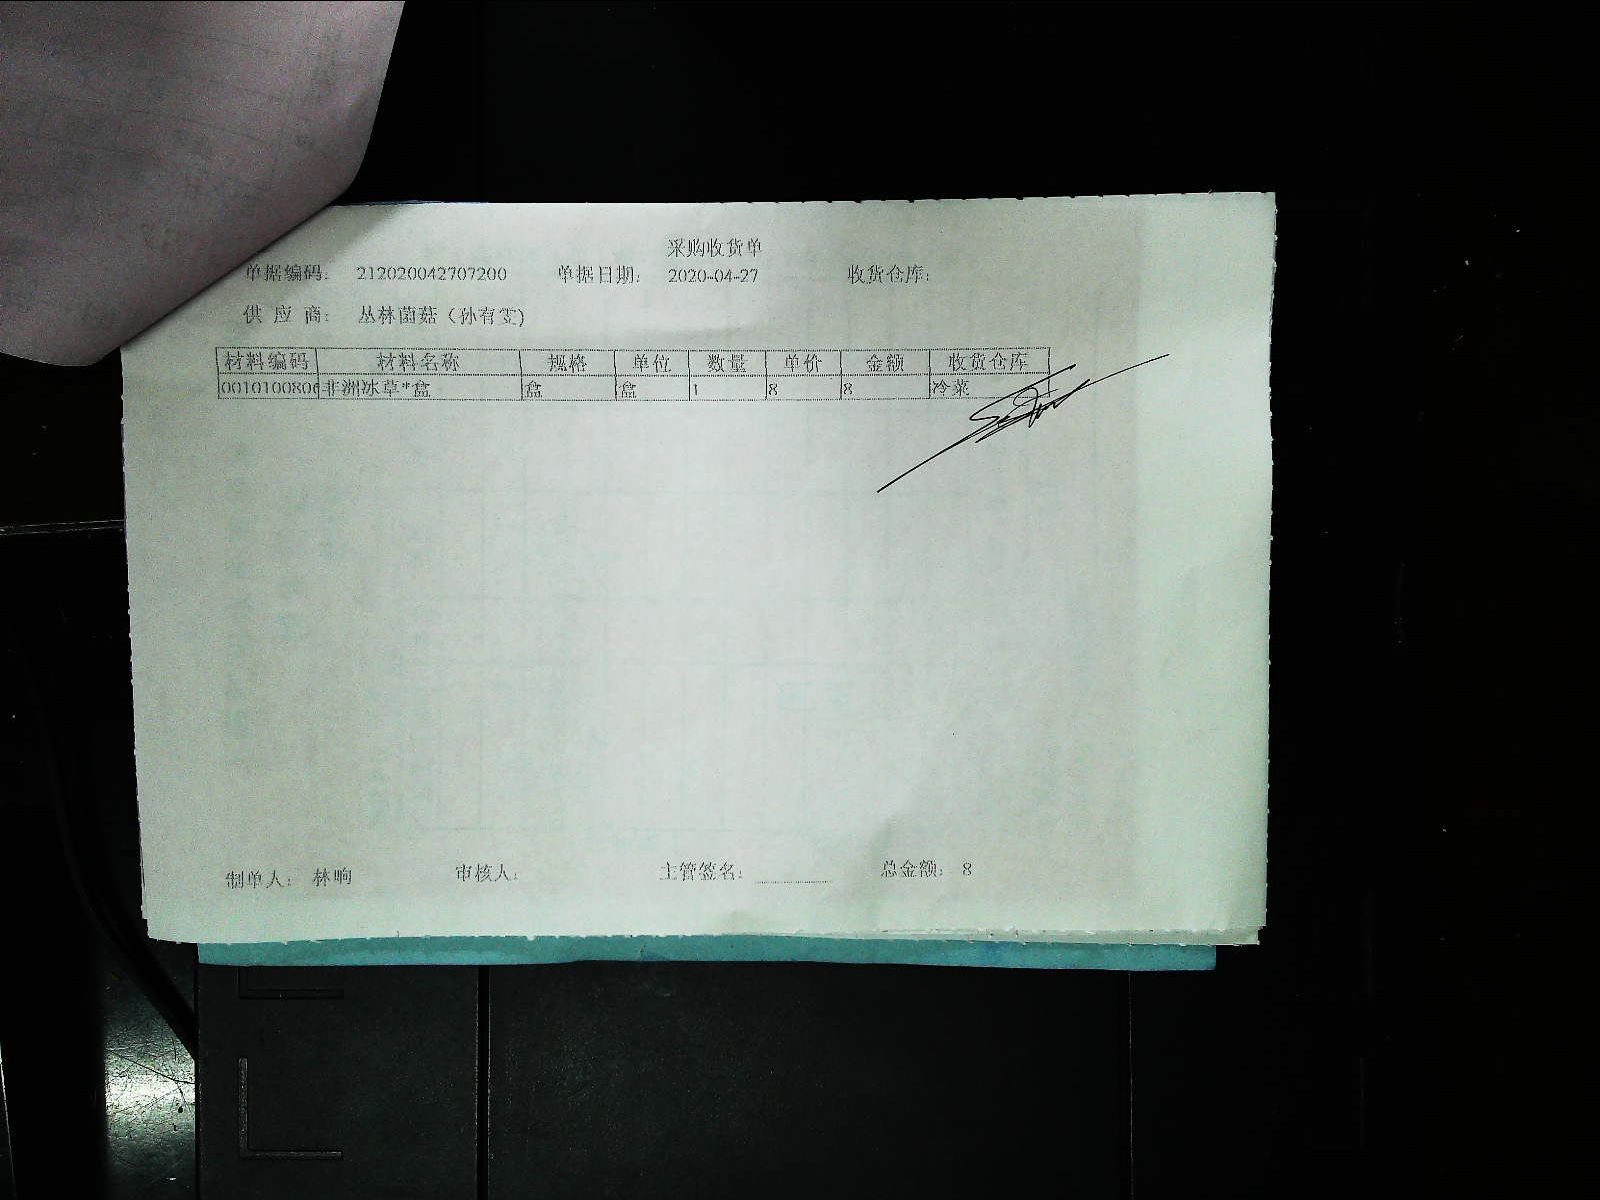 采购收货单
单据编码: 212020042707200 单据日期: 2020-04-27 收货仓库:
供 应 商: 丛林菌菇（孙有雯)
材料编码 材料名称 规格 单位 数量 单价 金额 收货仓库
0010100806 非洲冰草*盒 盒 盒 1 8 8 冷菜
制单人: 林晌 审核人: 主管签名: 总金额: 8